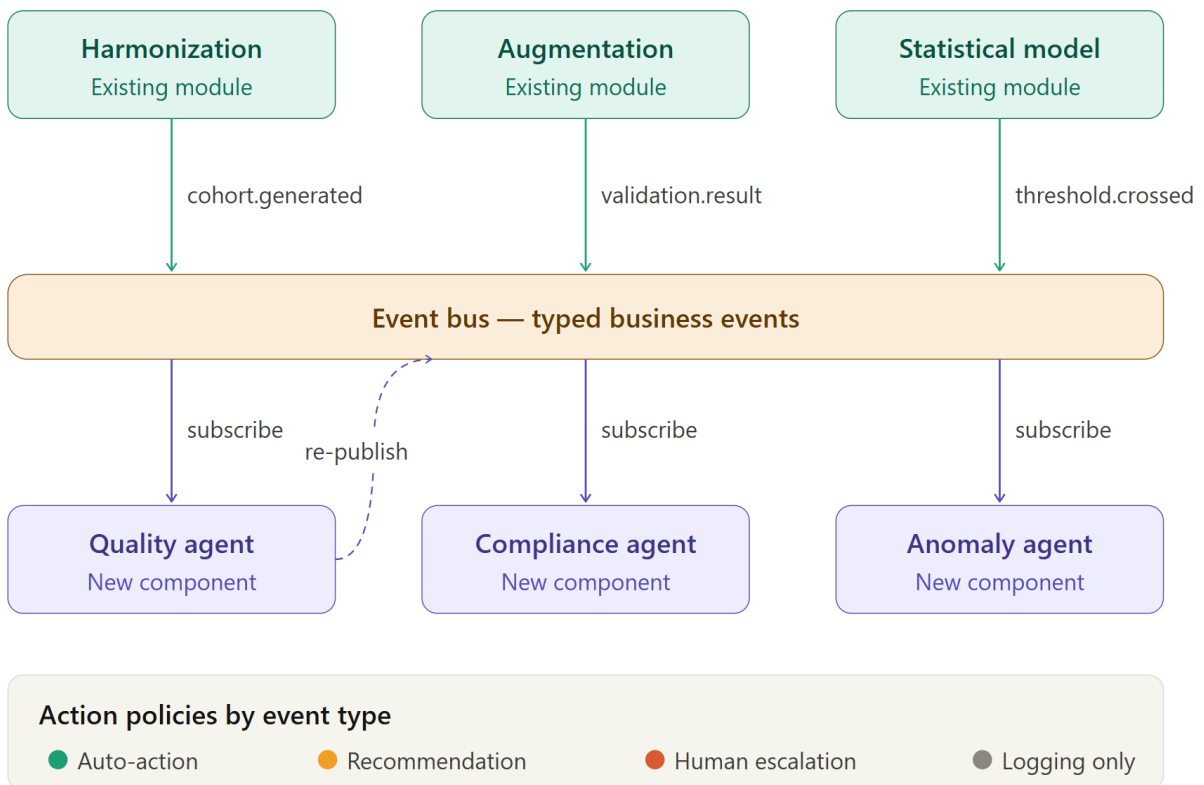 Harmonization
Existing module
Augmentation
Existing module
Statistical model
Existing module
cohort.generated
validation.result
threshold.crossed
Event bus — typed business events
subscribe
re-publish
subscribe
subscribe
Quality agent
New component
Compliance agent
New component
Anomaly agent
New component
Action policies by event type
Auto-action
Recommendation
Human escalation
Logging only